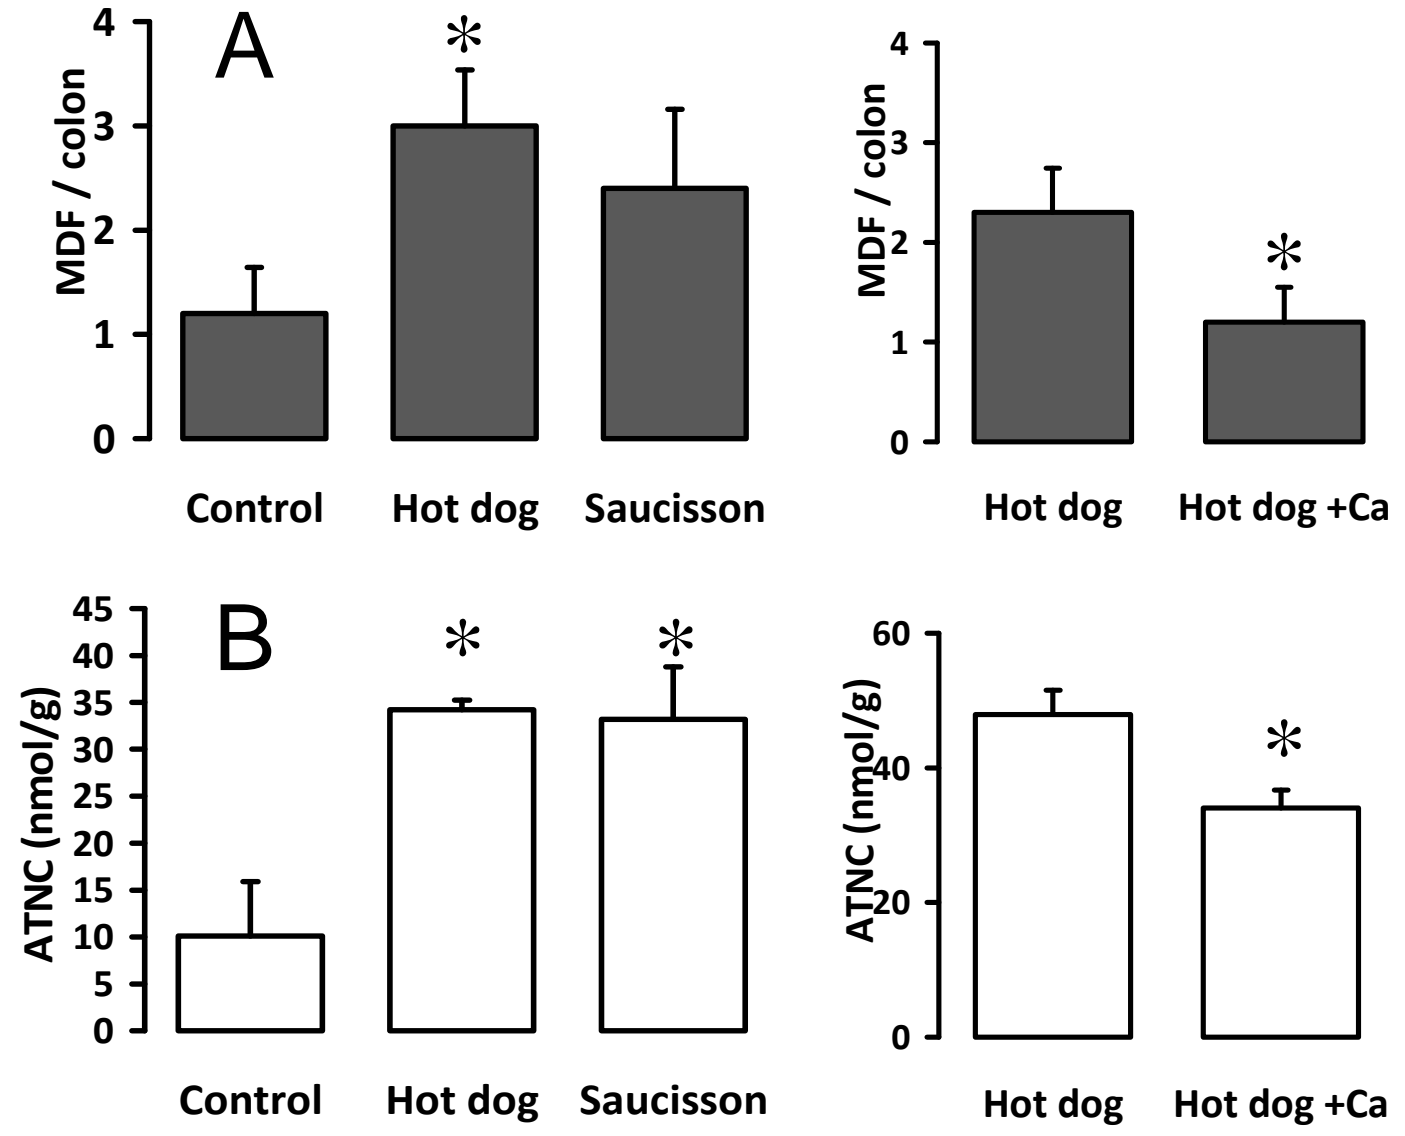 A
MDF / colon
4
3
2
1
0
*
Control Hot dog Saucisson
MDF / colon
4
3
2
1
0
*
Hot dog Hot dog +Ca
B
ATNC (nmol/g)
45
40
35
30
25
20
15
10
5
0
* *
Control Hot dog Saucisson
ATNC (nmol/g)
60
40
20
0
*
Hot dog Hot dog +Ca